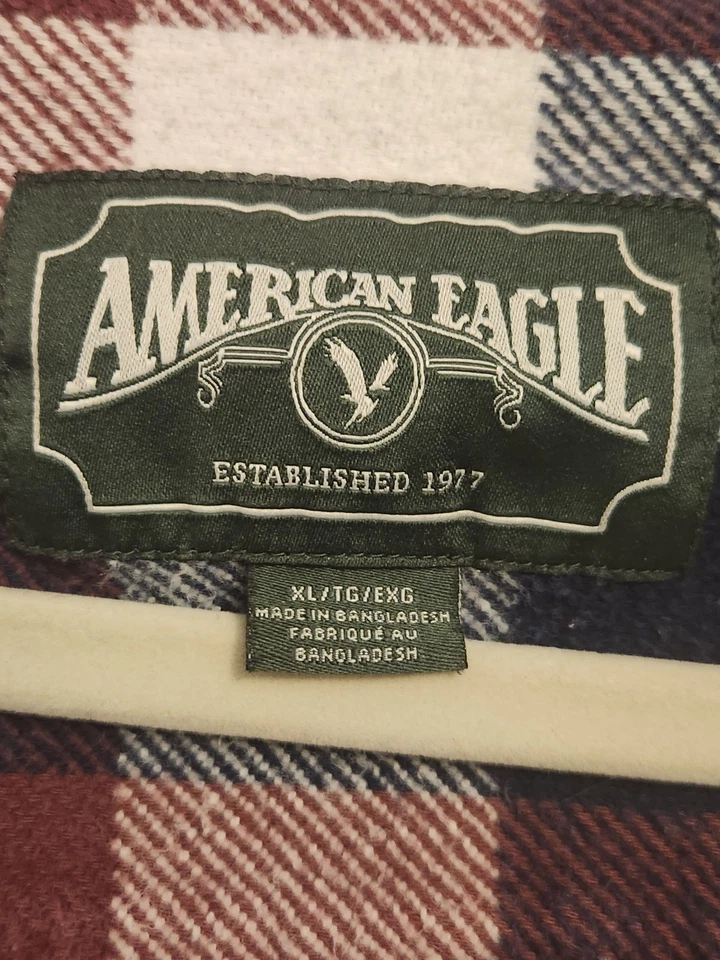 AMERICAN EAGLE
ESTABLISHED 1977
XL/TG/EXG
MADE IN BANGLADESH
FABRIQUÉ AU
BANGLADESH